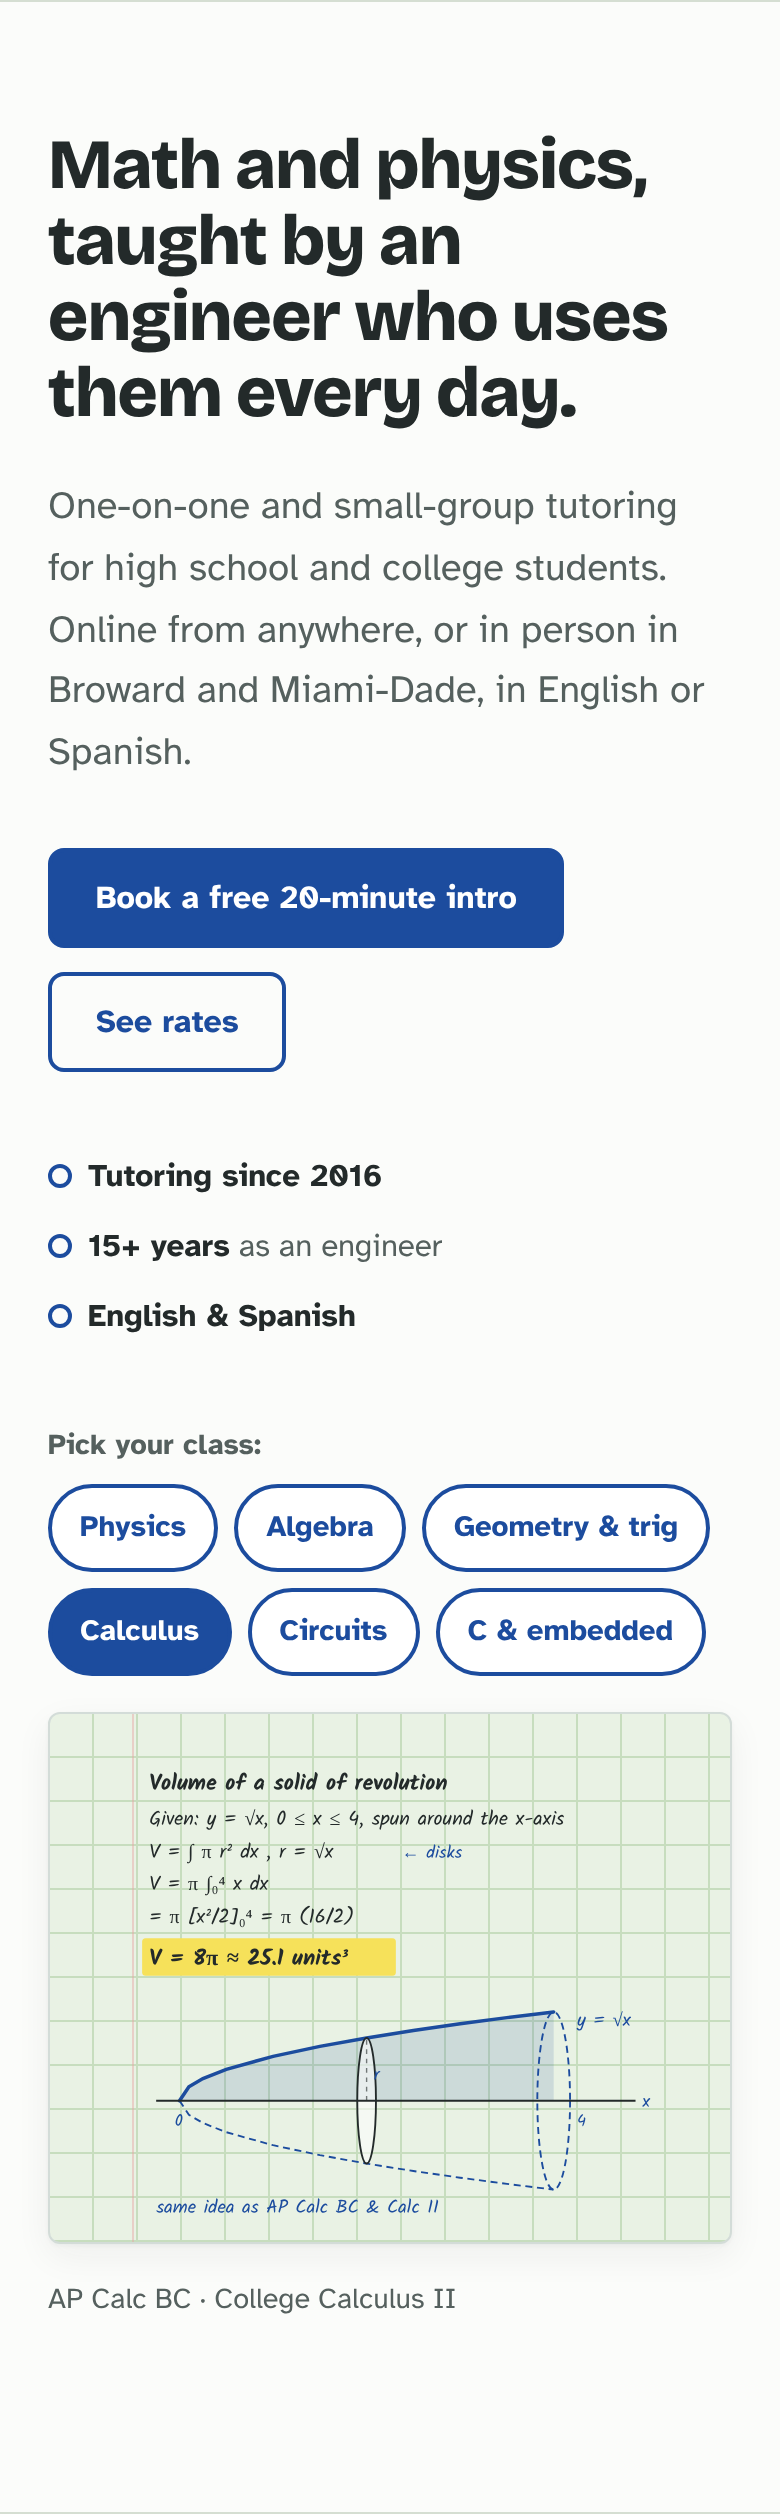 Math and physics,
taught by an
engineer who uses
them every day.
One-on-one and small-group tutoring
for high school and college students.
Online from anywhere, or in person in
Broward and Miami-Dade, in English or
Spanish.
Book a free 20-minute intro
See rates
Tutoring since 2016
15+ years as an engineer
English & Spanish
Pick your class:
Physics Algebra Geometry & trig
Calculus Circuits C & embedded
Volume of a solid of revolution
Given: y = √x, 0 ≤ x ≤ 4, spun around the x-axis
V = ∫ π r² dx , r = √x ← disks
V = π ∫₀⁴ x dx
= π [x²/2]₀⁴ = π (16/2)
V = 8π ≈ 25.1 units³
y = √x
r
x
0 4
same idea as AP Calc BC & Calc II
AP Calc BC · College Calculus II